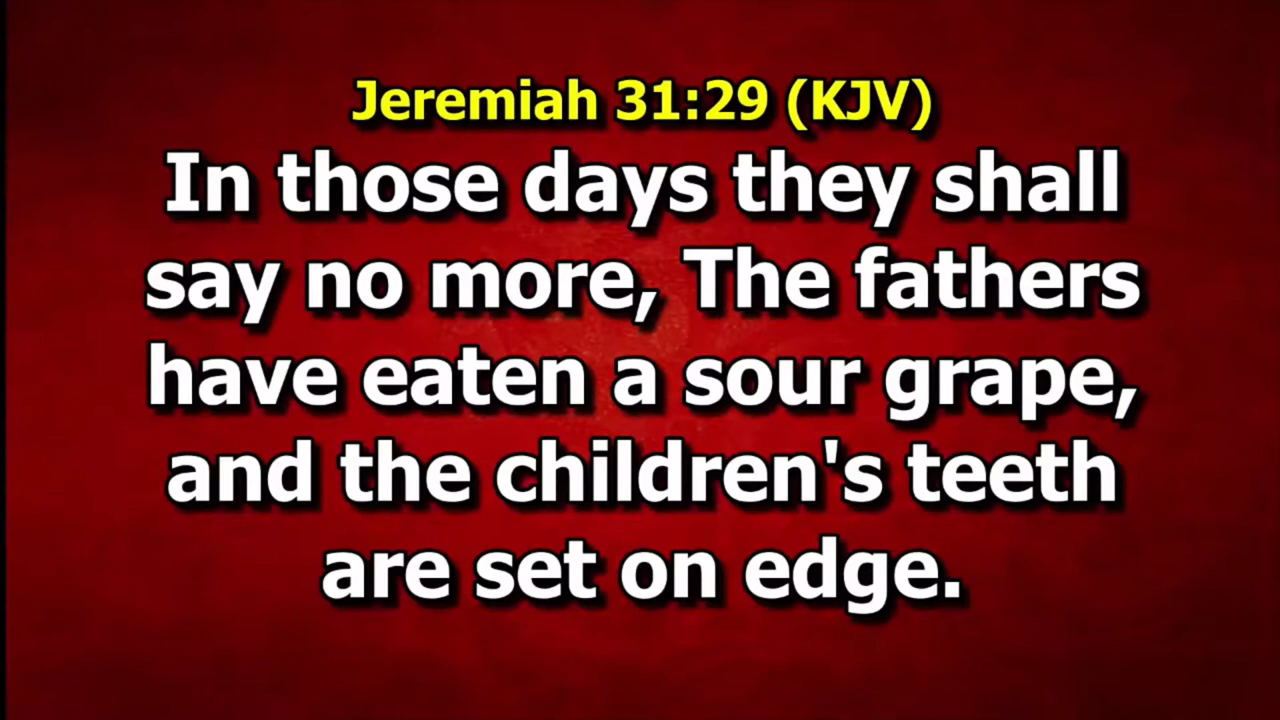 Jeremiah 31:29 (KJV)
In those days they shall
say no more, The fathers
have eaten a sour grape,
and the children's teeth
are set on edge.